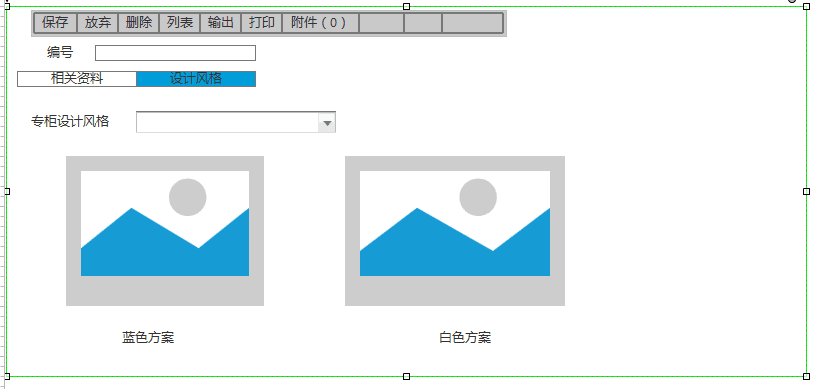 保存 放弃 删除 列表 输出 打印 附件（0）
编号
相关资料 设计风格
专柜设计风格
蓝色方案 白色方案